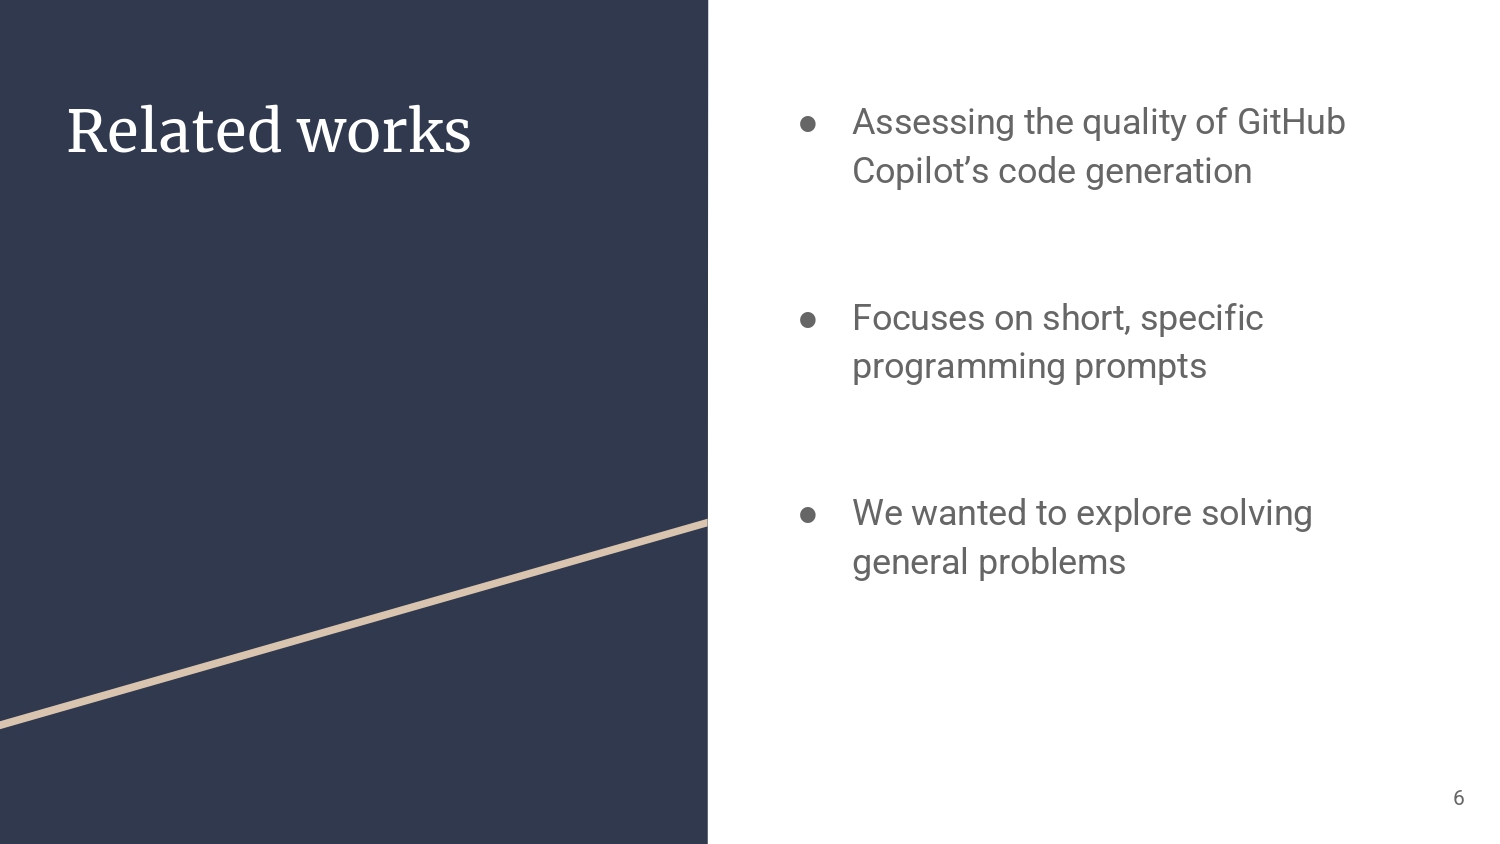 Related works
● Assessing the quality of GitHub
Copilot’s code generation
● Focuses on short, specific
programming prompts
● We wanted to explore solving
general problems
6